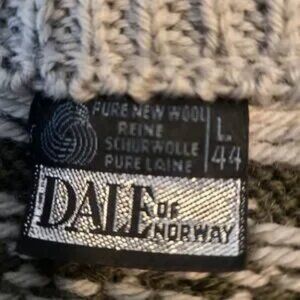 PURE NEW WOOL
REINE
SCHURWOLLE
PURE LAINE
L
44
DALE OF
NORWAY